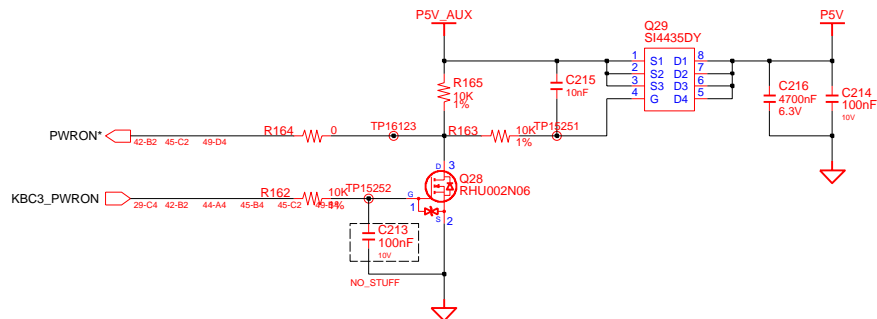 P5V_AUX
Q29
SI4435DY
P5V
1 S1 D1 8
2 S2 D2 7
3 S3 D3 6
4 G D4 5
R165
10K
1%
C215
10nF
C216
4700nF
6.3V
C214
100nF
10V
PWRON*
42-B2 45-C2 49-D4
R164 0
TP16123
R163 10K
1%
TP15251
D 3
Q28
RHU002N06
G
1
S 2
KBC3_PWRON
29-C4 42-B2 44-A4 45-B4 45-C2
R162 10K
1%
TP15252
C213
100nF
10V
NO_STUFF